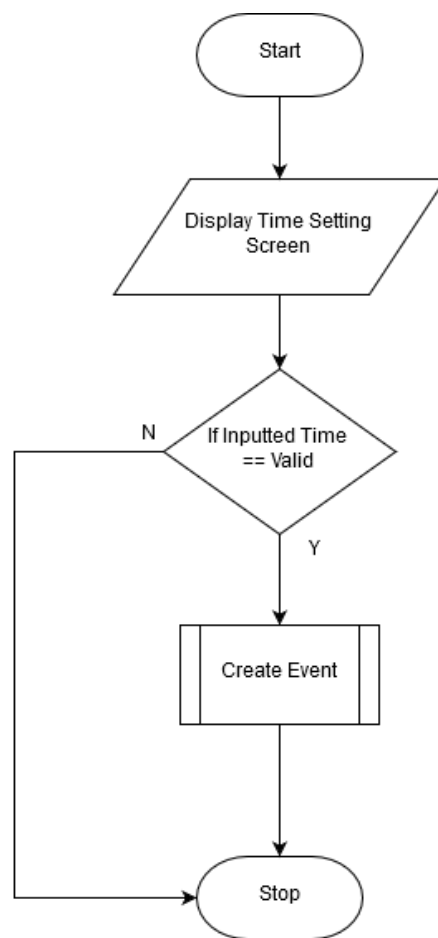 Start
Display Time Setting
Screen
If Inputted Time
== Valid
N
Y
Create Event
Stop